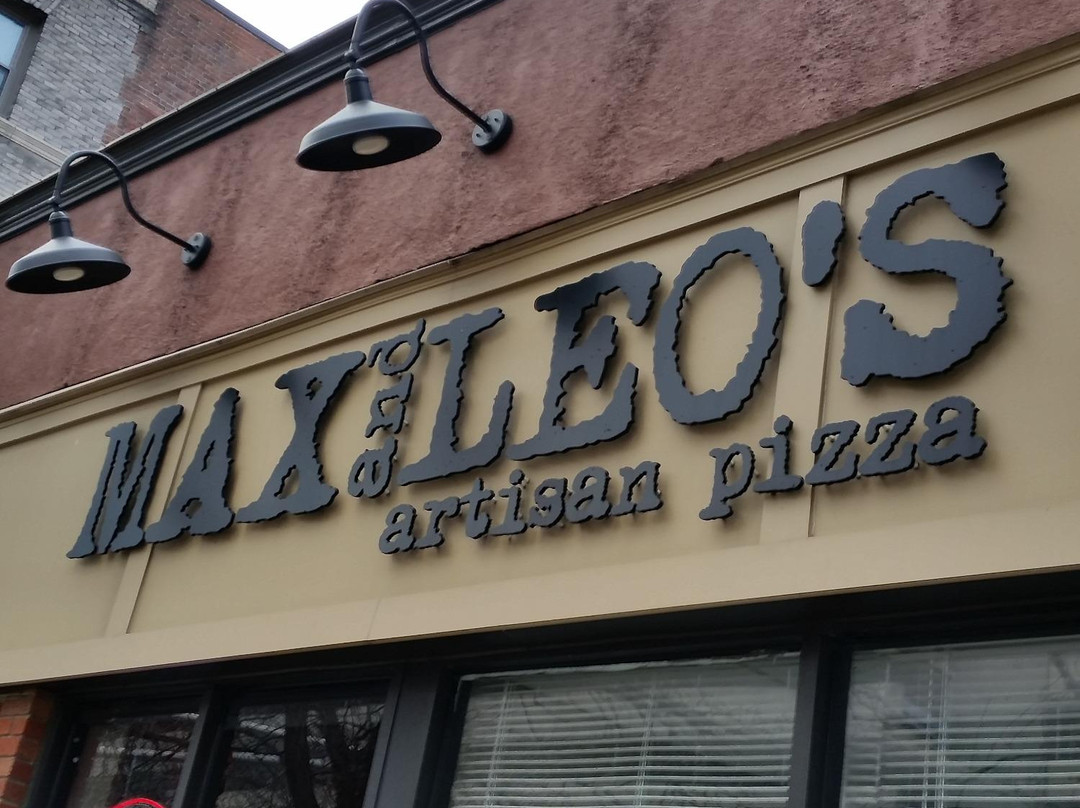 MAX and LEO'S
artisan pizza